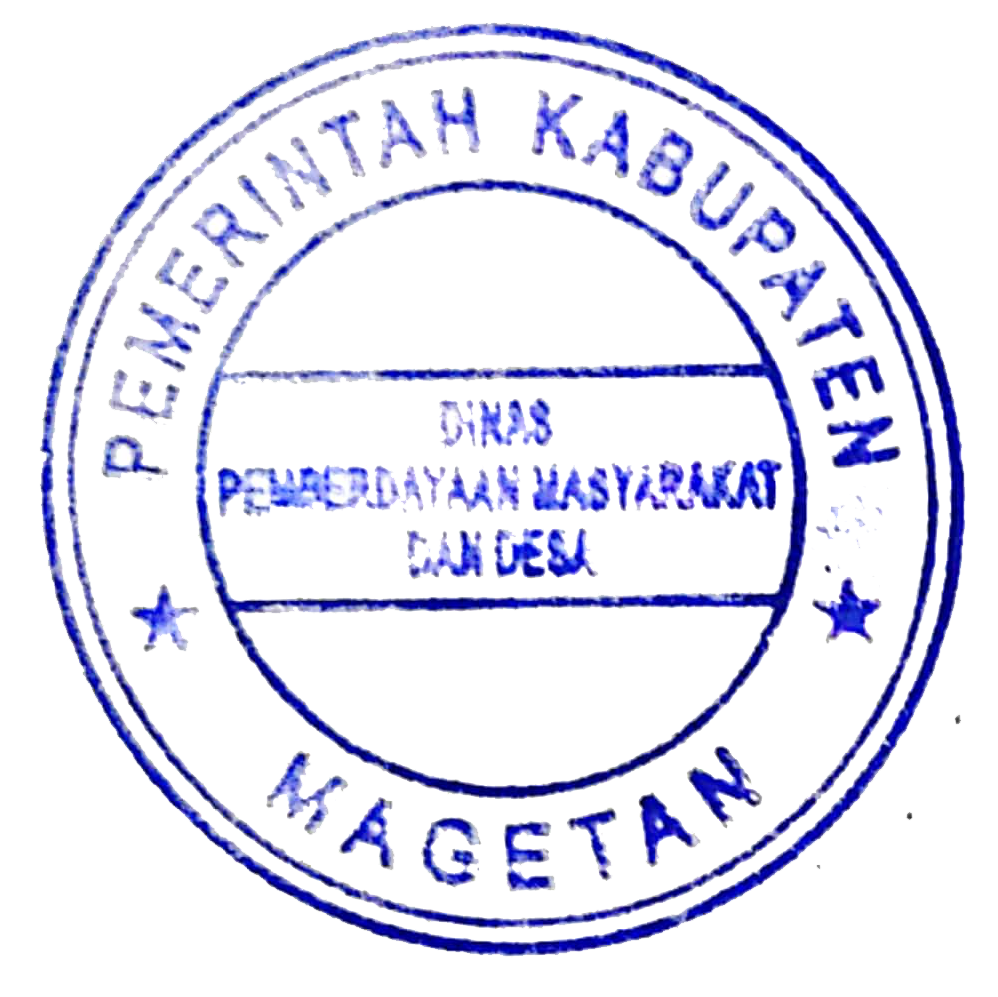 PEMERINTAH KABUPATEN
DINAS
PEMBERDAYAAN MASYARAKAT
DAN DESA
MAGETAN